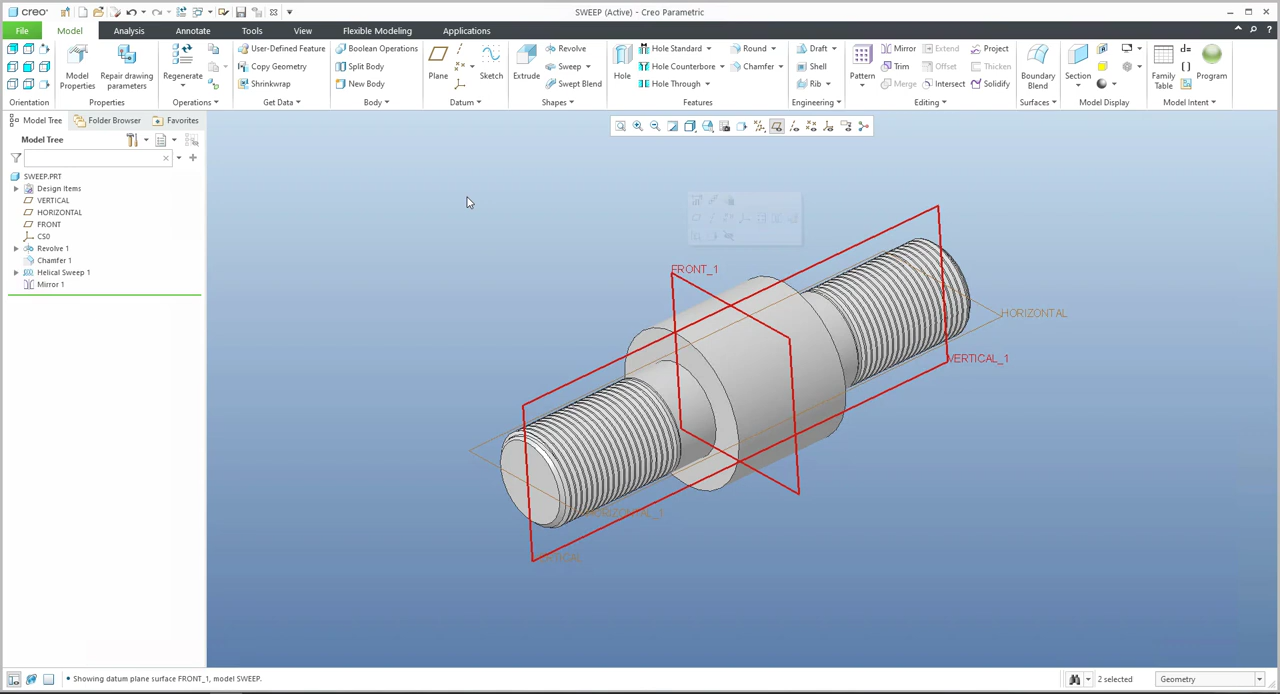 creo®
SWEEP (Active) - Creo Parametric
File
Model
Analysis
Annotate
Tools
View
Flexible Modeling
Applications
Model Properties
Repair drawing parameters
Regenerate
User-Defined Feature
Copy Geometry
Shrinkwrap
Boolean Operations
Split Body
New Body
Plane
Sketch
Extrude
Revolve
Sweep
Swept Blend
Hole
Hole Standard
Hole Counterbore
Hole Through
Round
Chamfer
Draft
Shell
Rib
Pattern
Mirror
Trim
Merge
Extend
Offset
Intersect
Project
Thicken
Solidify
Boundary Blend
Section
Family Table
d=
Program
Orientation
Properties
Operations
Get Data
Body
Datum
Shapes
Features
Engineering
Editing
Surfaces
Model Display
Model Intent
Model Tree
Folder Browser
Favorites
Model Tree
SWEEP.PRT
Design Items
VERTICAL
HORIZONTAL
FRONT
CS0
Revolve 1
Chamfer 1
Helical Sweep 1
Mirror 1
FRONT_1
HORIZONTAL
VERTICAL_1
HORIZONTAL_1
VERTICAL
• Showing datum plane surface FRONT_1, model SWEEP.
2 selected
Geometry